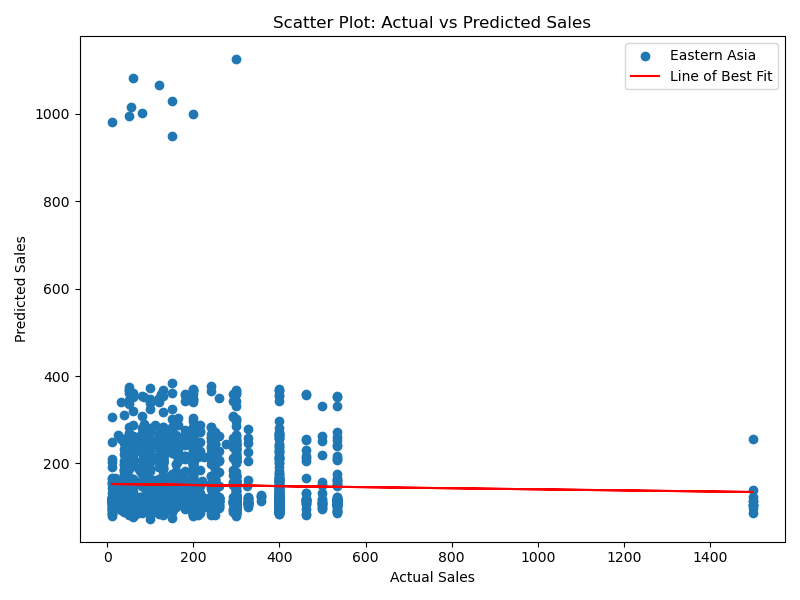 Scatter Plot: Actual vs Predicted Sales
Eastern Asia
Line of Best Fit
1000
800
600
400
200
Predicted Sales
0 200 400 600 800 1000 1200 1400
Actual Sales